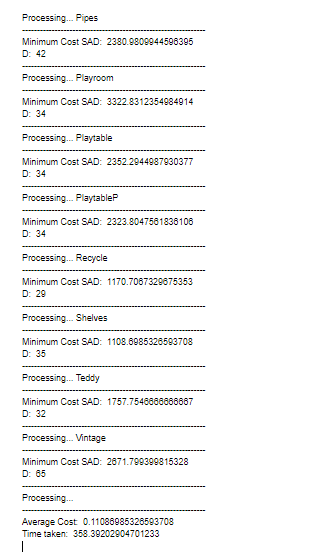 Processing... Pipes
------------------------------------------------------------
Minimum Cost SAD:  2380.9809944596395
D:  42
------------------------------------------------------------
Processing... Playroom
------------------------------------------------------------
Minimum Cost SAD:  3322.8312354984914
D:  34
------------------------------------------------------------
Processing... Playtable
------------------------------------------------------------
Minimum Cost SAD:  2352.2944987930377
D:  34
------------------------------------------------------------
Processing... PlaytableP
------------------------------------------------------------
Minimum Cost SAD:  2323.8047561836106
D:  34
------------------------------------------------------------
Processing... Recycle
------------------------------------------------------------
Minimum Cost SAD:  1170.7067329675353
D:  29
------------------------------------------------------------
Processing... Shelves
------------------------------------------------------------
Minimum Cost SAD:  1108.6985326593708
D:  35
------------------------------------------------------------
Processing... Teddy
------------------------------------------------------------
Minimum Cost SAD:  1757.7546666666667
D:  32
------------------------------------------------------------
Processing... Vintage
------------------------------------------------------------
Minimum Cost SAD:  2671.799399815328
D:  65
------------------------------------------------------------
Processing...
------------------------------------------------------------
Average Cost:  0.11086985326593708
Time taken:  358.39202904701233